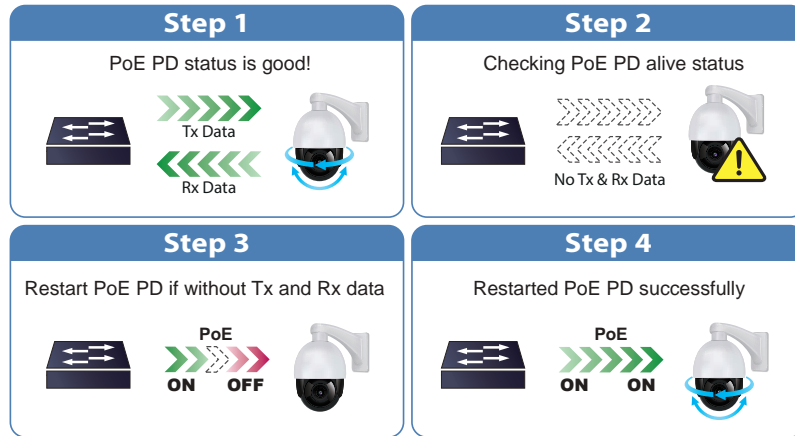 Step 1
PoE PD status is good!
Tx Data
Rx Data
Step 2
Checking PoE PD alive status
No Tx & Rx Data
Step 3
Restart PoE PD if without Tx and Rx data
PoE
ON OFF
Step 4
Restarted PoE PD successfully
PoE
ON ON